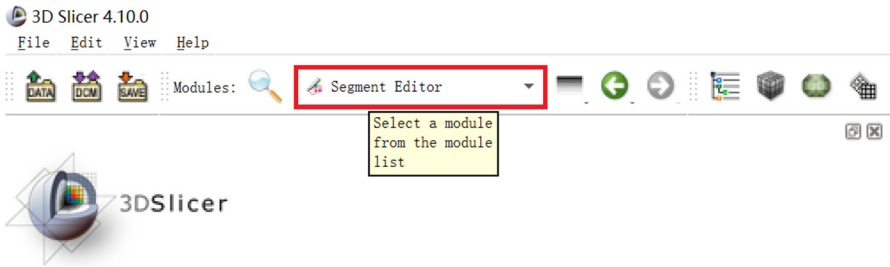 3D Slicer 4.10.0
File Edit View Help
DATA DCM SAVE Modules: Segment Editor
Select a module
from the module
list
3DSlicer